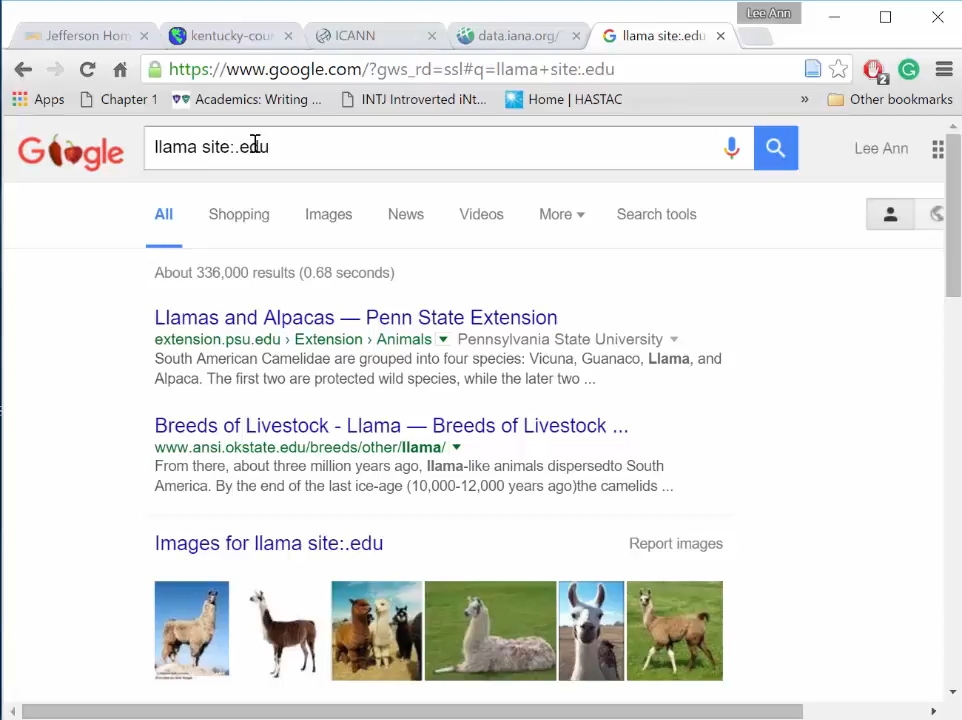 Lee Ann
Jefferson Hom
kentucky-cour
ICANN
data.iana.org/
llama site:.edu
https://www.google.com/?gws_rd=ssl#q=llama+site:.edu
2
Apps
Chapter 1
Academics: Writing ...
INTJ Introverted iNt...
Home | HASTAC
»
Other bookmarks
Google
llama site:.edu
Lee Ann
All
Shopping
Images
News
Videos
More
Search tools
About 336,000 results (0.68 seconds)
Llamas and Alpacas — Penn State Extension
extension.psu.edu › Extension › Animals Pennsylvania State University
South American Camelidae are grouped into four species: Vicuna, Guanaco, Llama, and
Alpaca. The first two are protected wild species, while the later two ...
Breeds of Livestock - Llama — Breeds of Livestock ...
www.ansi.okstate.edu/breeds/other/llama/
From there, about three million years ago, llama-like animals dispersedto South
America. By the end of the last ice-age (10,000-12,000 years ago)the camelids ...
Images for llama site:.edu
Report images